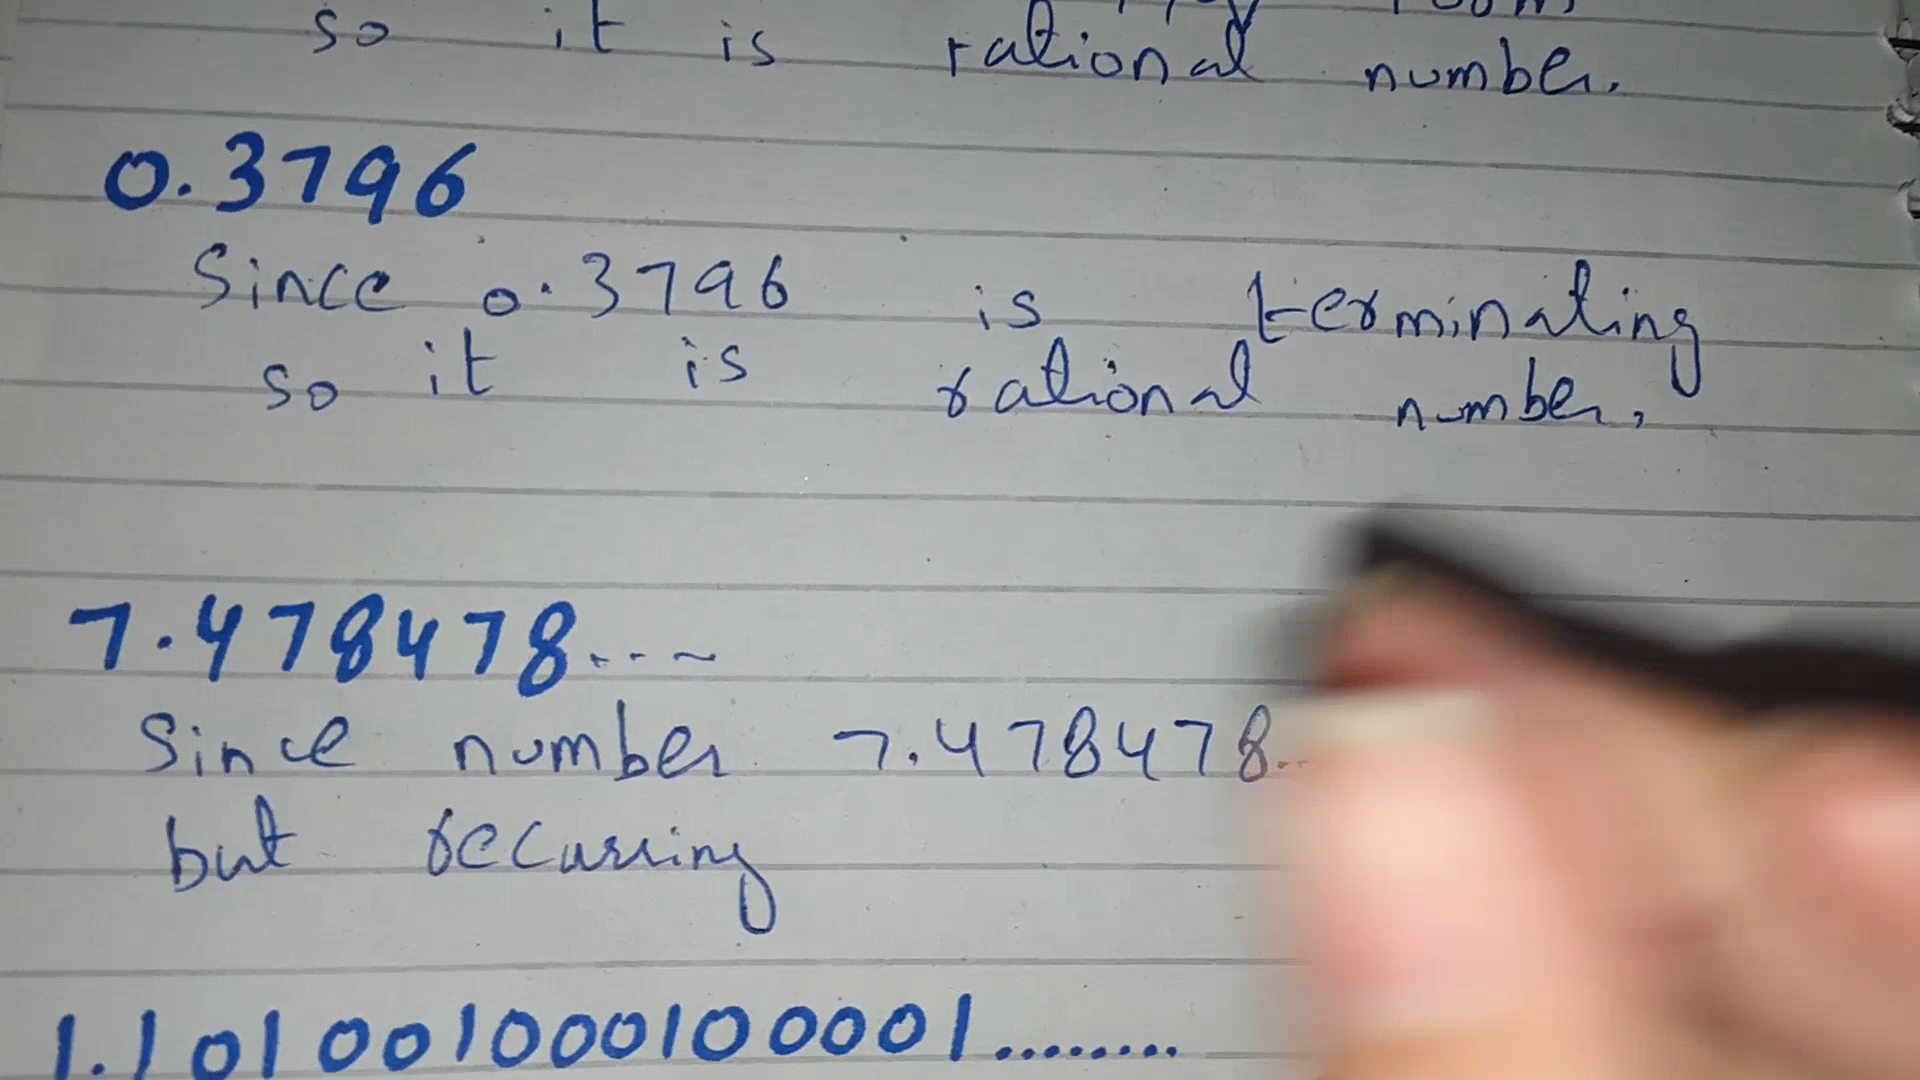 so it is rational number.
0.3796
Since 0.3796 is terminating
so it is rational number,
7.478478...~
Since number 7.478478..
but recurring
1.101001000100001........